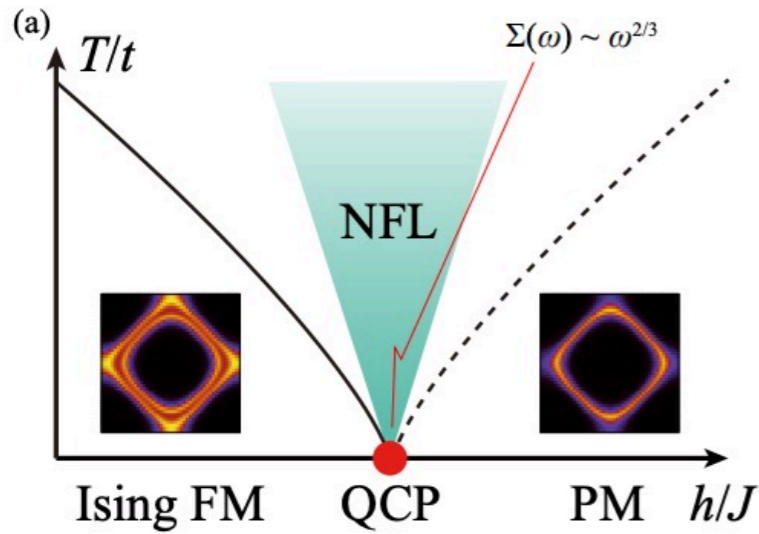 (a)
T/t
Σ(ω) ~ ω^{2/3}
NFL
Ising FM
QCP
PM
h/J